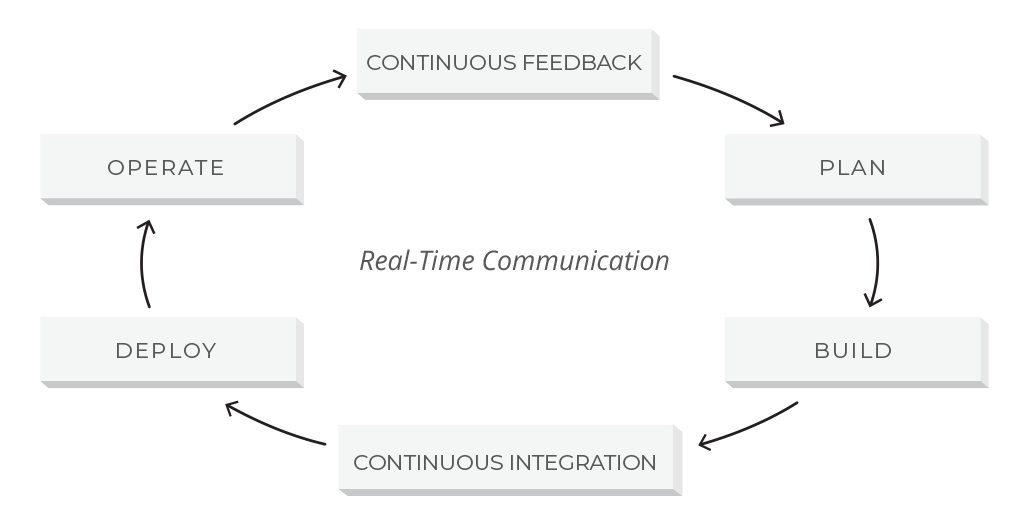 CONTINUOUS FEEDBACK
OPERATE
PLAN
Real-Time Communication
DEPLOY
BUILD
CONTINUOUS INTEGRATION